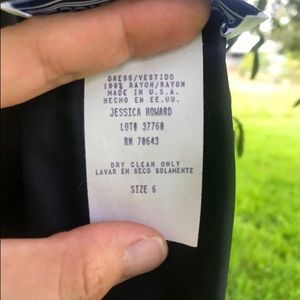 DRESS/VESTIDO
100% RAYON/RAYON
MADE IN U.S.A.
HECHO EN EE.UU.
JESSICA HOWARD
LOT# 37760
RN 70643
DRY CLEAN ONLY
LAVAR EN SECO SOLAMENTE
SIZE 6